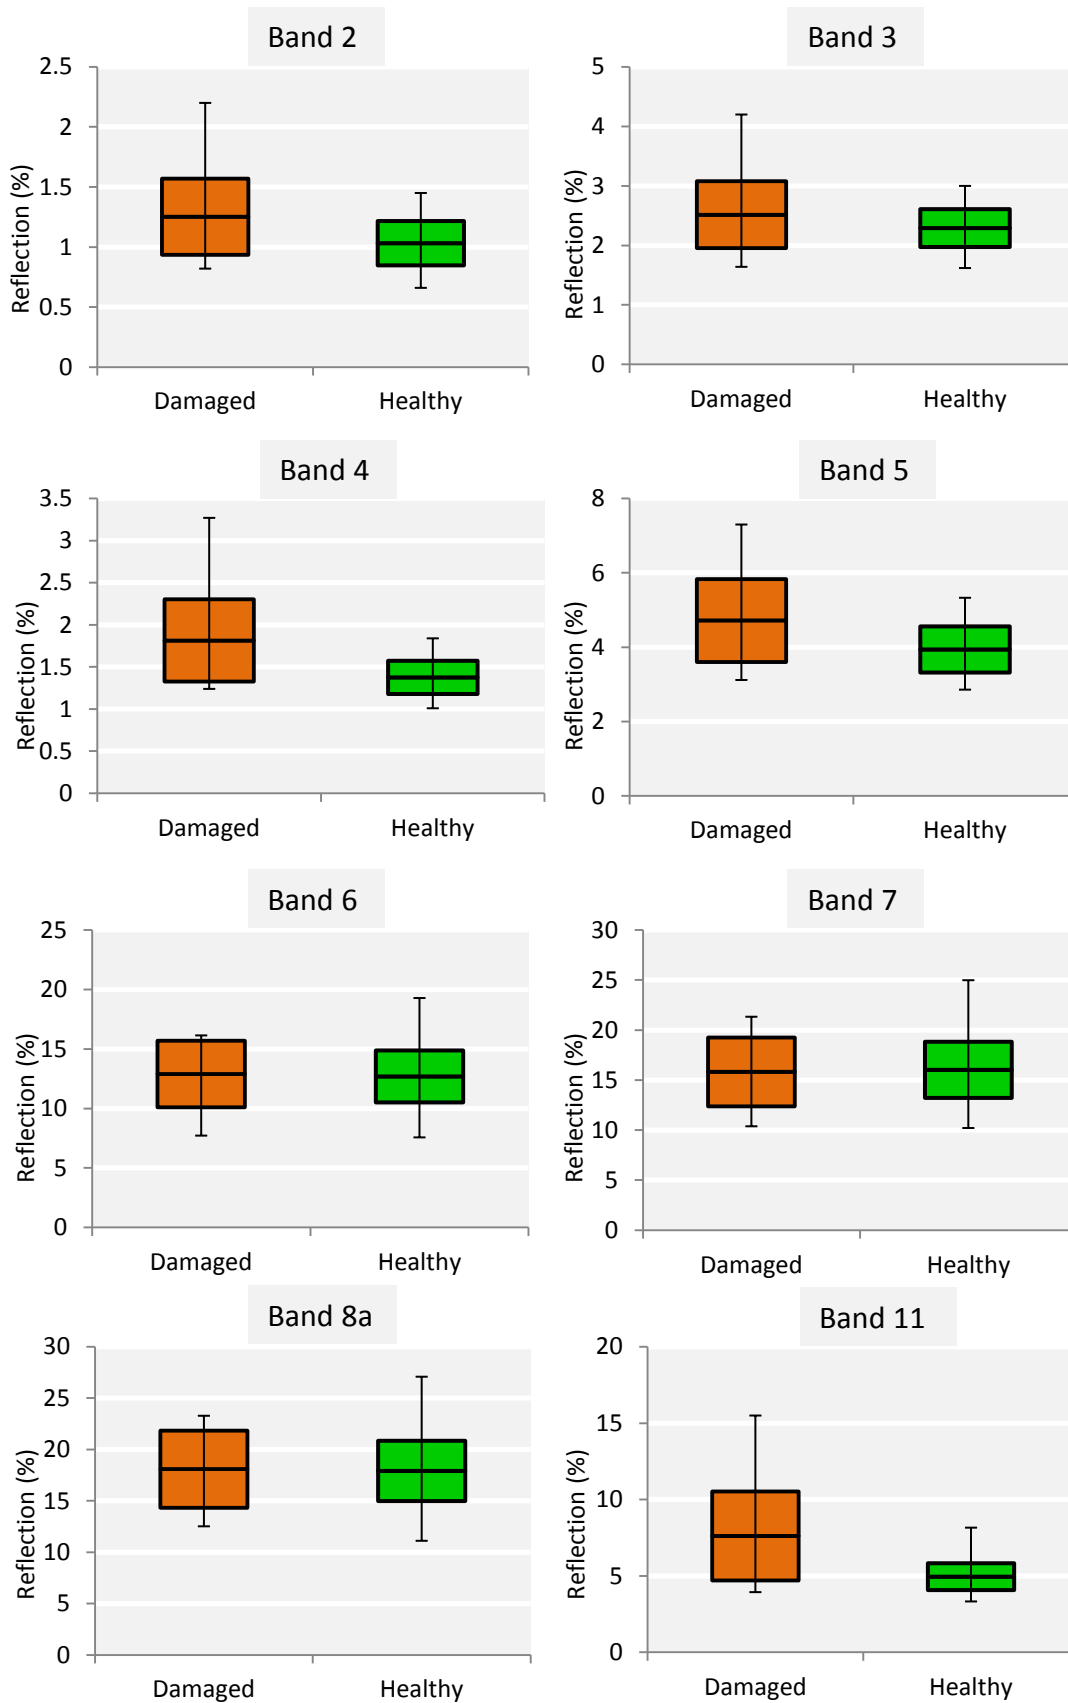 Band 2
Reflection (%)
2.5
2
1.5
1
0.5
0
Damaged
Healthy
Band 3
Reflection (%)
5
4
3
2
1
0
Damaged
Healthy
Band 4
Reflection (%)
3.5
3
2.5
2
1.5
1
0.5
0
Damaged
Healthy
Band 5
Reflection (%)
8
6
4
2
0
Damaged
Healthy
Band 6
Reflection (%)
25
20
15
10
5
0
Damaged
Healthy
Band 7
Reflection (%)
30
25
20
15
10
5
0
Damaged
Healthy
Band 8a
Reflection (%)
30
25
20
15
10
5
0
Damaged
Healthy
Band 11
Reflection (%)
20
15
10
5
0
Damaged
Healthy